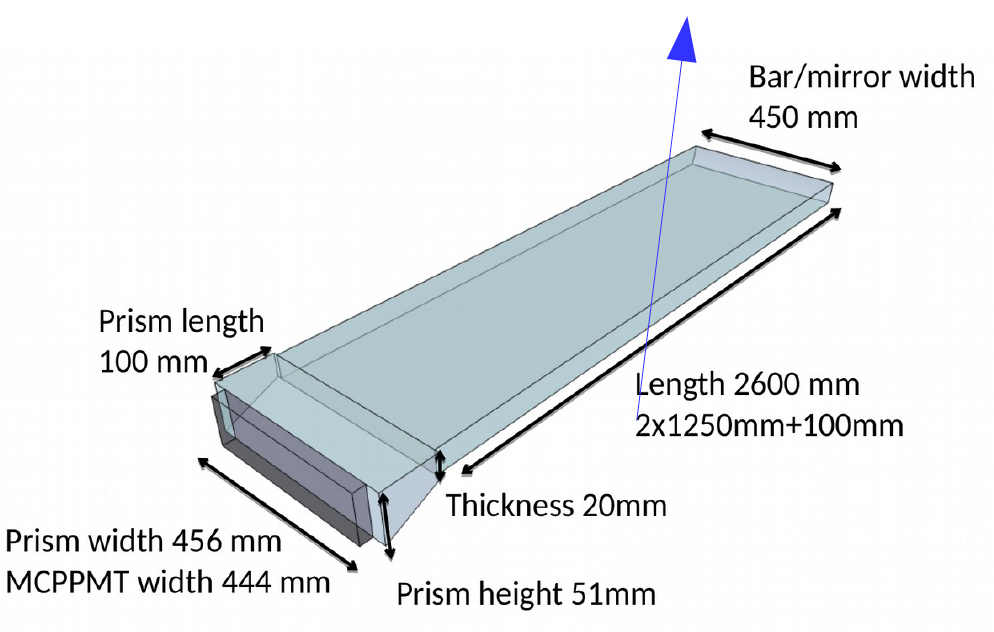 Bar/mirror width
450 mm
Prism length
100 mm
Length 2600 mm
2x1250mm+100mm
Thickness 20mm
Prism width 456 mm
MCPPMT width 444 mm
Prism height 51mm